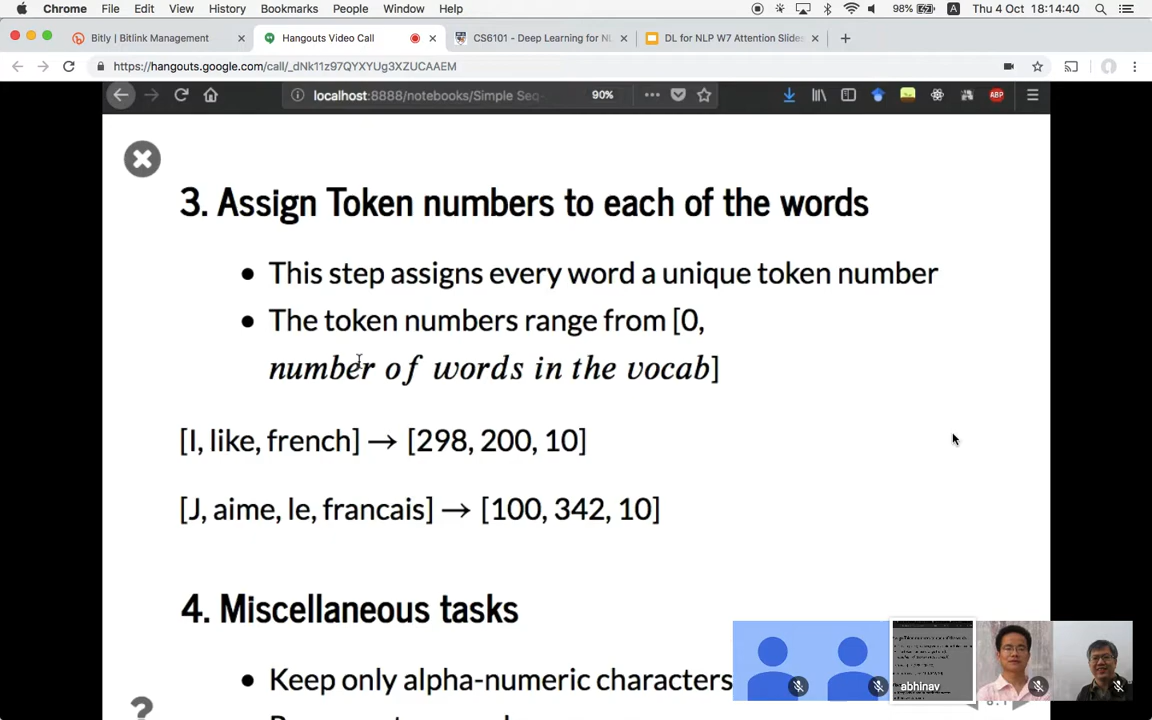 Chrome File Edit View History Bookmarks People Window Help 98% A Thu 4 Oct 18:14:40
Bitly | Bitlink Management Hangouts Video Call CS6101 - Deep Learning for NL DL for NLP W7 Attention Slides
https://hangouts.google.com/call/_dNk11z97QYXYUg3XZUCAAEM
localhost:8888/notebooks/Simple Seq- 90% ABP
3. Assign Token numbers to each of the words
• This step assigns every word a unique token number
• The token numbers range from [0,
number of words in the vocab]
[I, like, french] → [298, 200, 10]
[J, aime, le, francais] → [100, 342, 10]
4. Miscellaneous tasks
• Keep only alpha-numeric characters
abhinav
?